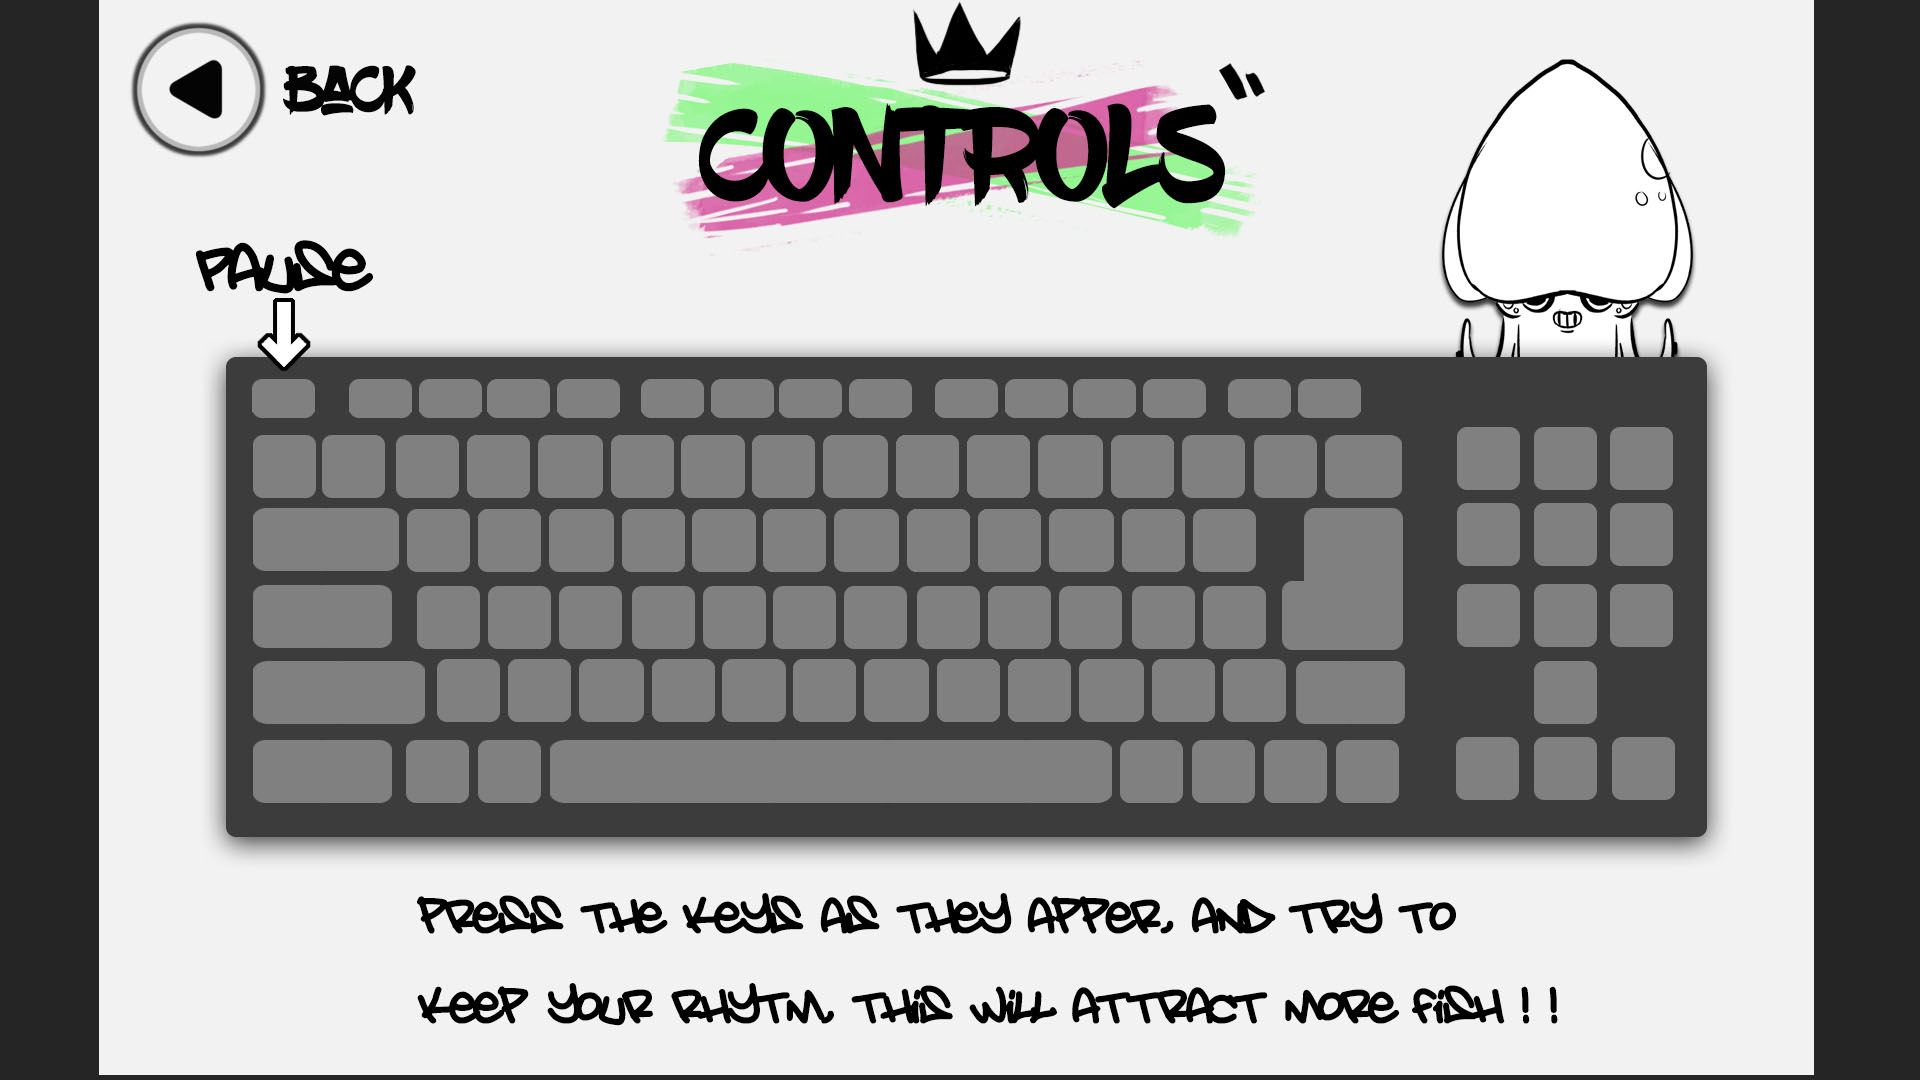 BACK
CONTROLS
PAUSE
PRESS THE KEYS AS THEY APPER, AND TRY TO
KEEP YOUR RHYTM, THIS WILL ATTRACT MORE FISH ! !